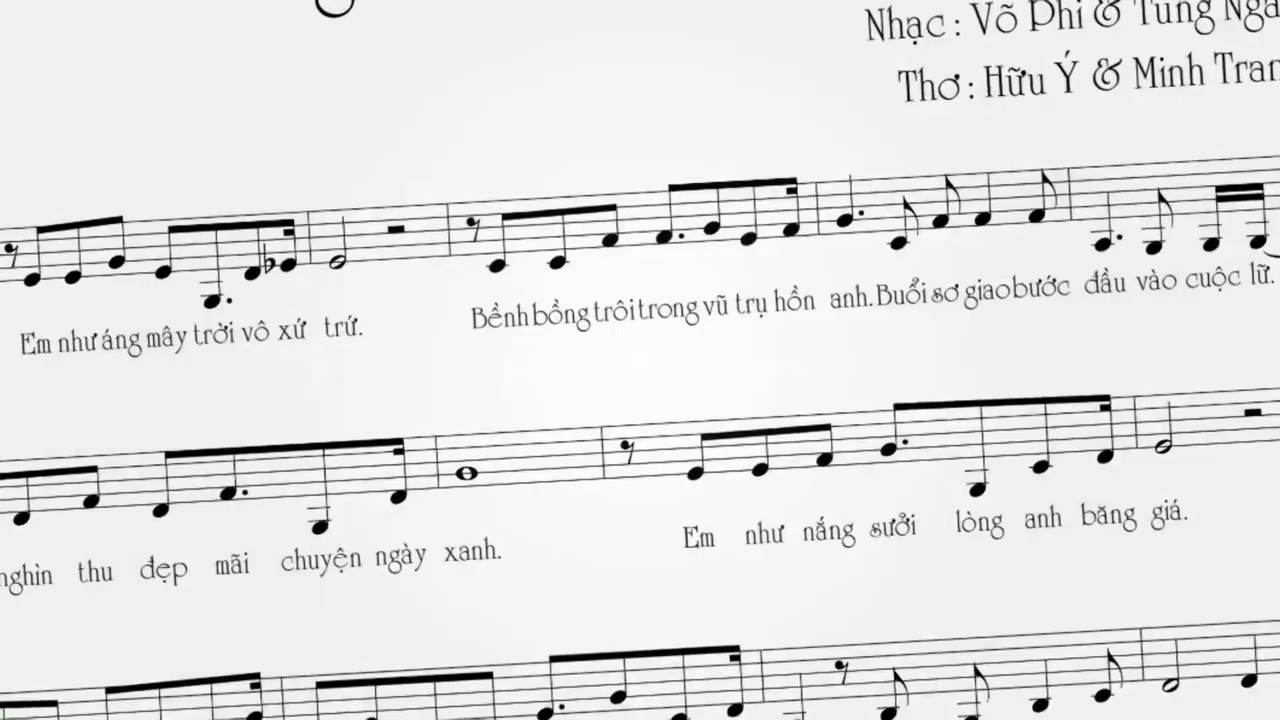 Nhạc : Võ Phi & Tùng
Thơ : Hữu Ý & Minh
Em như áng mây trời vô xứ trứ. Bềnh bồng trôi trong vũ trụ hồn anh. Buổi sơ giao bước đầu vào cuộc lữ.
nghìn thu đẹp mãi chuyện ngày xanh. Em như nắng sưởi lòng anh băng giá.